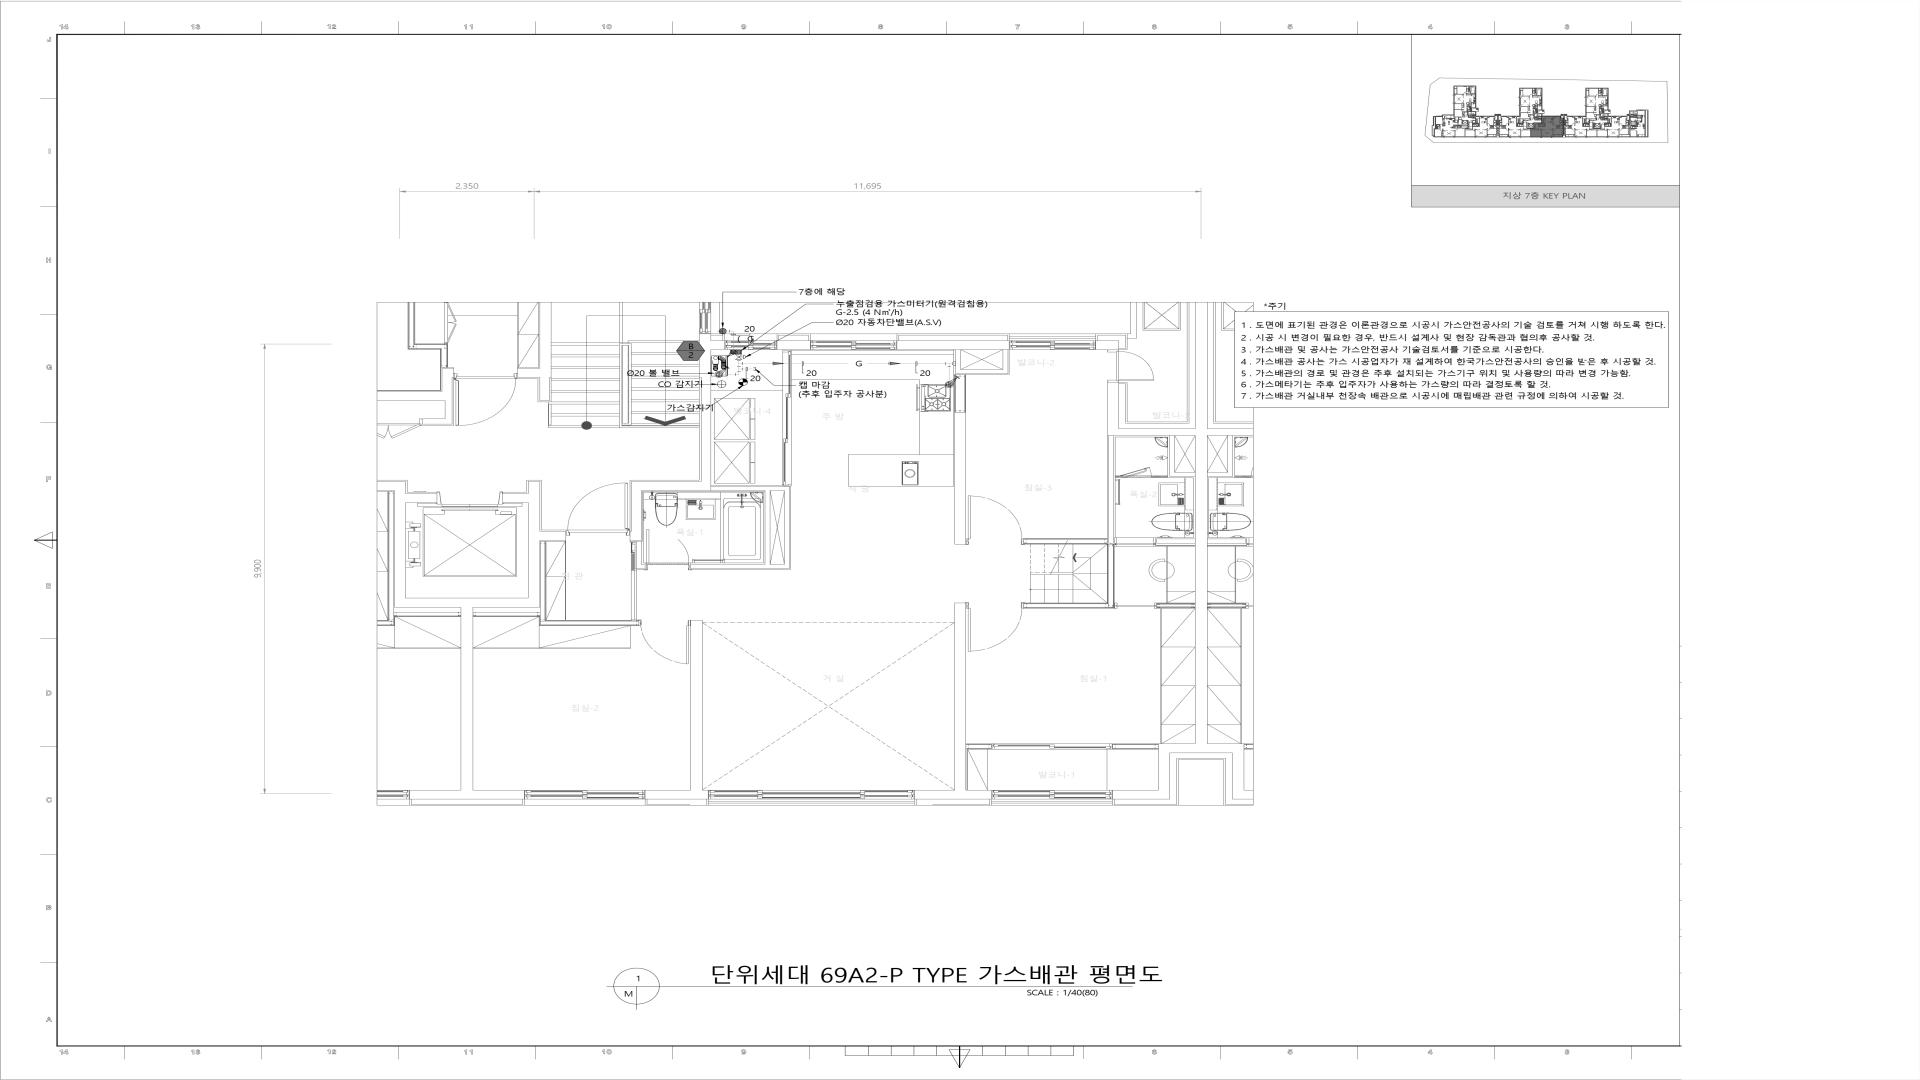 14 13 12 11 10 9 8 7 6 5 4 3
J
I
H
G
F
E
D
C
B
A
지상 7층 KEY PLAN
2,350
11,695
9,900
7층에 해당
누출점검용 가스미터기(원격검침용)
G-2.5 (4 N㎥/h)
Ø20 자동차단밸브(A.S.V)
20
B
2
Ø20 볼 밸브
CO 감지기
20
가스감지기
캡 마감
(추후 입주자 공사분)
G
20
20
발코니-2
발코니-4
주 방
발코니-
침실-3
욕실-2
욕실-1
거 실
침실-1
침실-2
발코니-1
*주기
1 . 도면에 표기된 관경은 이론관경으로 시공시 가스안전공사의 기술 검토를 거쳐 시행 하도록 한다.
2 . 시공 시 변경이 필요한 경우, 반드시 설계사 및 현장 감독관과 협의후 공사할 것.
3 . 가스배관 및 공사는 가스안전공사 기술검토서를 기준으로 시공한다.
4 . 가스배관 공사는 가스 시공업자가 재 설계하여 한국가스안전공사의 승인을 받은 후 시공할 것.
5 . 가스배관의 경로 및 관경은 추후 설치되는 가스기구 위치 및 사용량의 따라 변경 가능함.
6 . 가스메타기는 추후 입주자가 사용하는 가스량의 따라 결정토록 할 것.
7 . 가스배관 거실내부 천장속 배관으로 시공시에 매립배관 관련 규정에 의하여 시공할 것.
1
M
단위세대 69A2-P TYPE 가스배관 평면도
SCALE : 1/40(80)
14 13 12 11 10 9 6 5 4 3